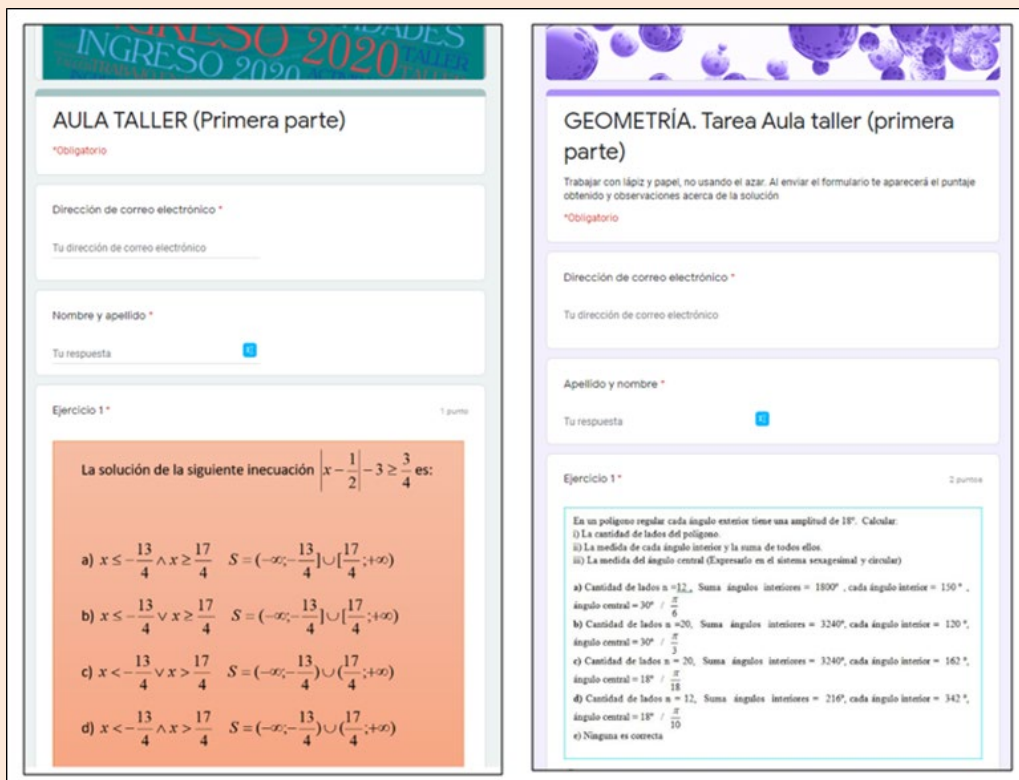 INGRESO 2020
INGRESO 2020
TALLER
AULA TALLER (Primera parte)
*Obligatorio
Dirección de correo electrónico *
Tu dirección de correo electrónico
Nombre y apellido *
Tu respuesta
Ejercicio 1 *
1 punto
La solución de la siguiente inecuación |x − 1/2| − 3 ≥ 3/4 es:
a) x ≤ −13/4 ∧ x ≥ 17/4 S = (−∞;−13/4] ∪ [17/4;+∞)
b) x ≤ −13/4 ∨ x ≥ 17/4 S = (−∞;−13/4] ∪ [17/4;+∞)
c) x < −13/4 ∨ x > 17/4 S = (−∞;−13/4) ∪ (17/4;+∞)
d) x < −13/4 ∧ x > 17/4 S = (−∞;−13/4) ∪ (17/4;+∞)
GEOMETRÍA. Tarea Aula taller (primera
parte)
Trabajar con lápiz y papel, no usando el azar. Al enviar el formulario te aparecerá el puntaje
obtenido y observaciones acerca de la solución
*Obligatorio
Dirección de correo electrónico *
Tu dirección de correo electrónico
Apellido y nombre *
Tu respuesta
Ejercicio 1 *
2 puntos
En un polígono regular cada ángulo exterior tiene una amplitud de 18°. Calcular:
i) La cantidad de lados del polígono.
ii) La medida de cada ángulo interior y la suma de todos ellos.
iii) La medida del ángulo central (Expresarlo en el sistema sexagesimal y circular)
a) Cantidad de lados n =12 , Suma ángulos interiores = 1800° , cada ángulo interior = 150 ° ,
ángulo central = 30° / π/6
b) Cantidad de lados n =20, Suma ángulos interiores = 3240°, cada ángulo interior = 120 °,
ángulo central = 30° / π/3
c) Cantidad de lados n = 20, Suma ángulos interiores = 3240°, cada ángulo interior = 162 °,
ángulo central = 18° / π/18
d) Cantidad de lados n = 12, Suma ángulos interiores = 216°, cada ángulo interior = 342 °,
ángulo central = 18° / π/10
e) Ninguna es correcta